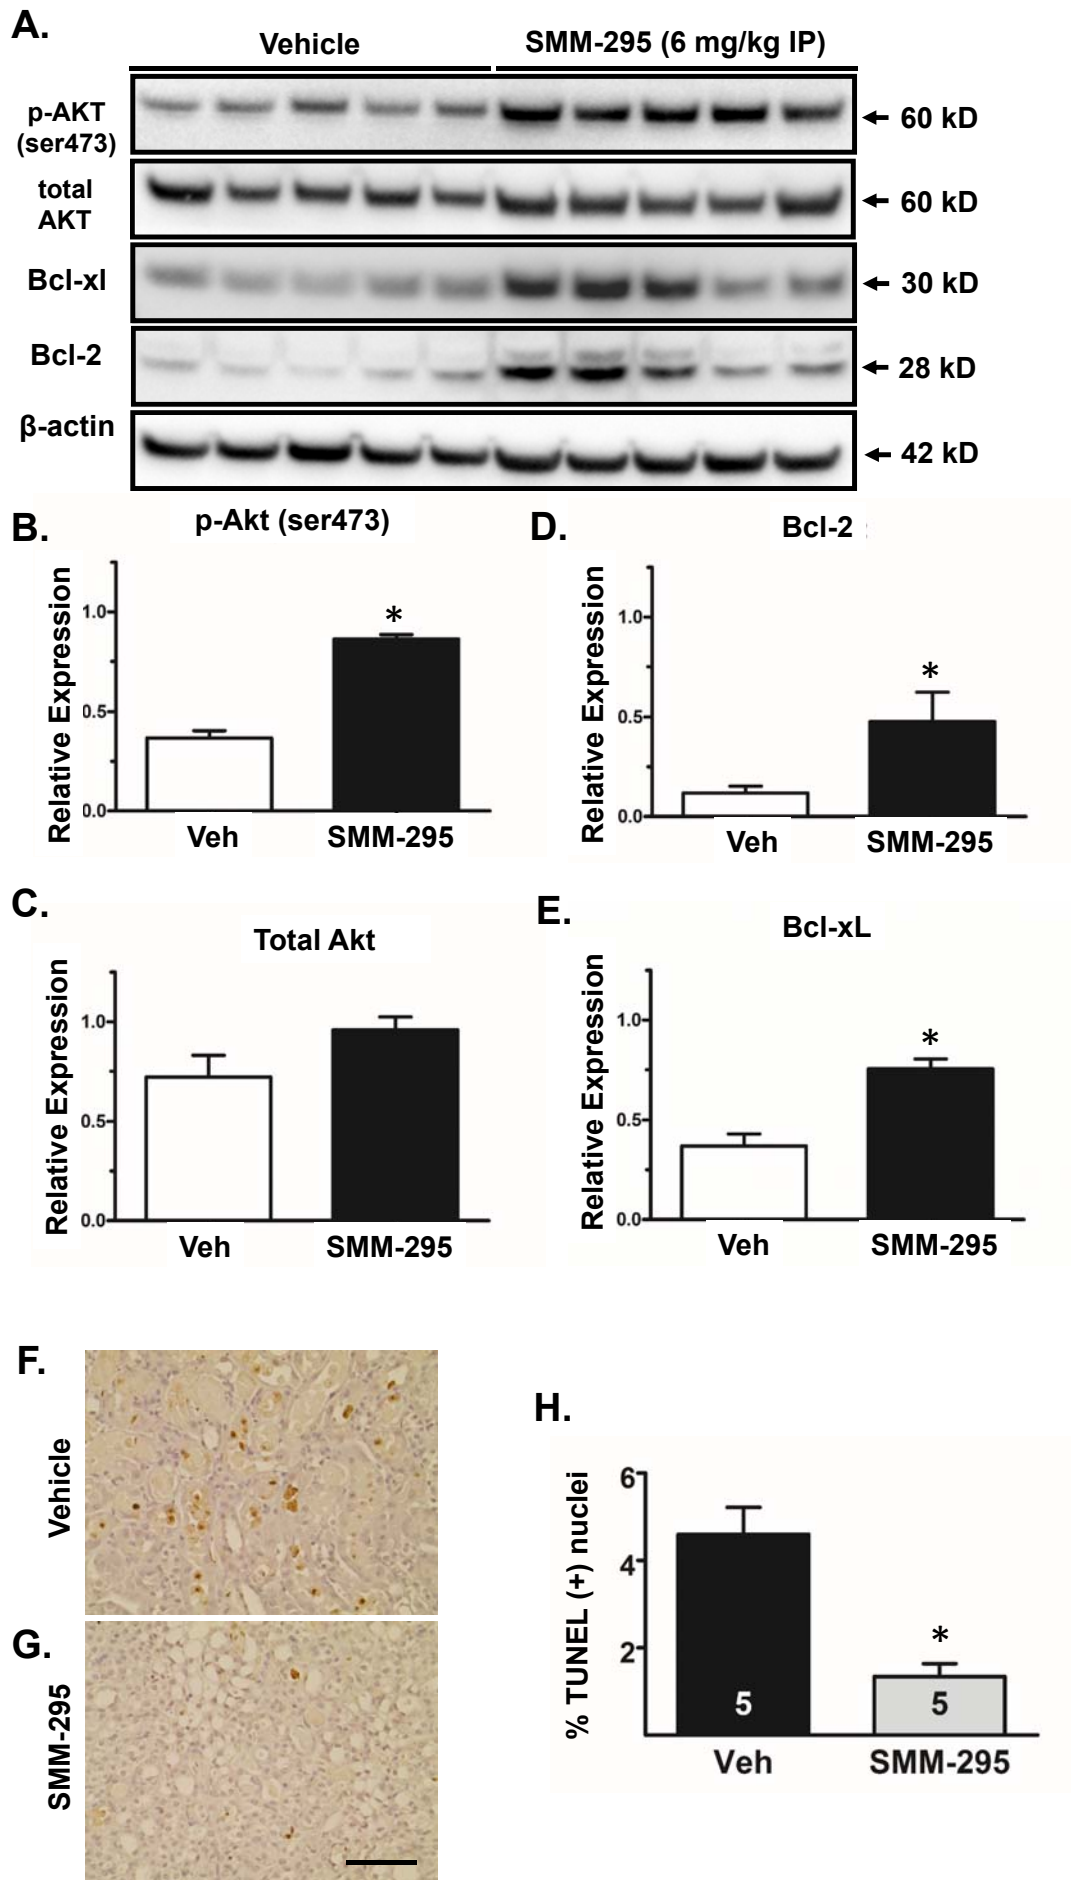 A.
Vehicle
SMM-295 (6 mg/kg IP)
p-AKT
(ser473)
60 kD
total
AKT
60 kD
Bcl-xl
30 kD
Bcl-2
28 kD
β-actin
42 kD
B.
p-Akt (ser473)
Relative Expression
1.0
0.5
0.0
*
Veh
SMM-295
D.
Bcl-2
Relative Expression
1.0
0.5
0.0
*
Veh
SMM-295
C.
Total Akt
Relative Expression
1.0
0.5
0.0
Veh
SMM-295
E.
Bcl-xL
Relative Expression
1.0
0.5
0.0
*
Veh
SMM-295
F.
Vehicle
G.
SMM-295
H.
% TUNEL (+) nuclei
6
4
2
*
5
5
Veh
SMM-295